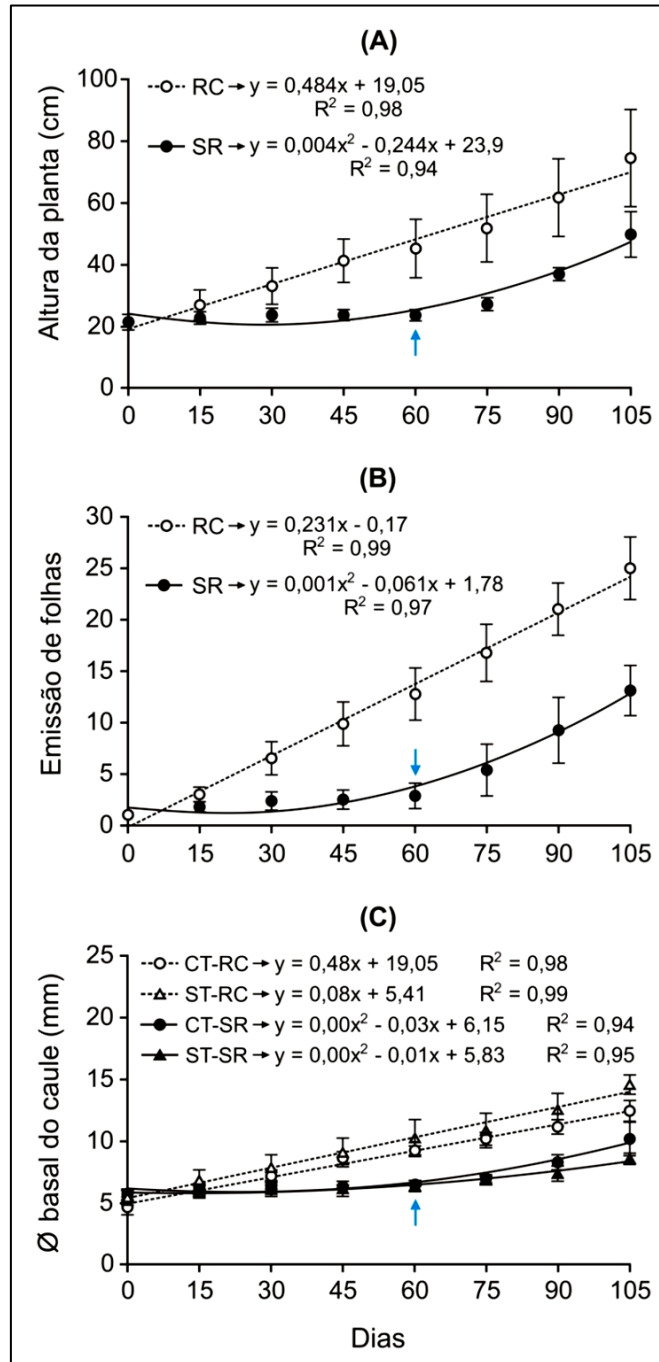 (A)
Altura da planta (cm)
100
80
60
40
20
0
RC → y = 0,484x + 19,05
R² = 0,98
SR → y = 0,004x² - 0,244x + 23,9
R² = 0,94
0 15 30 45 60 75 90 105
(B)
Emissão de folhas
30
25
20
15
10
5
0
RC → y = 0,231x - 0,17
R² = 0,99
SR → y = 0,001x² - 0,061x + 1,78
R² = 0,97
0 15 30 45 60 75 90 105
(C)
Ø basal do caule (mm)
25
20
15
10
5
0
CT-RC → y = 0,48x + 19,05 R² = 0,98
ST-RC → y = 0,08x + 5,41 R² = 0,99
CT-SR → y = 0,00x² - 0,03x + 6,15 R² = 0,94
ST-SR → y = 0,00x² - 0,01x + 5,83 R² = 0,95
0 15 30 45 60 75 90 105
Dias